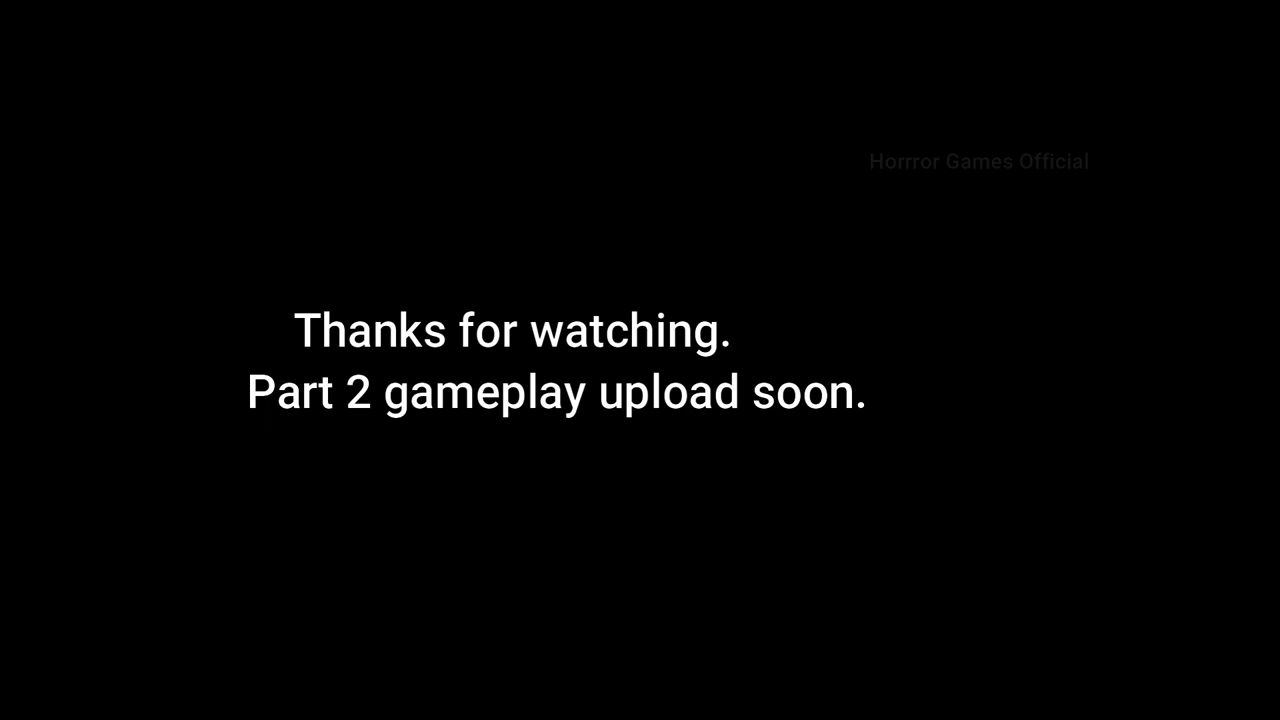 Horrror Games Official
Thanks for watching.
Part 2 gameplay upload soon.